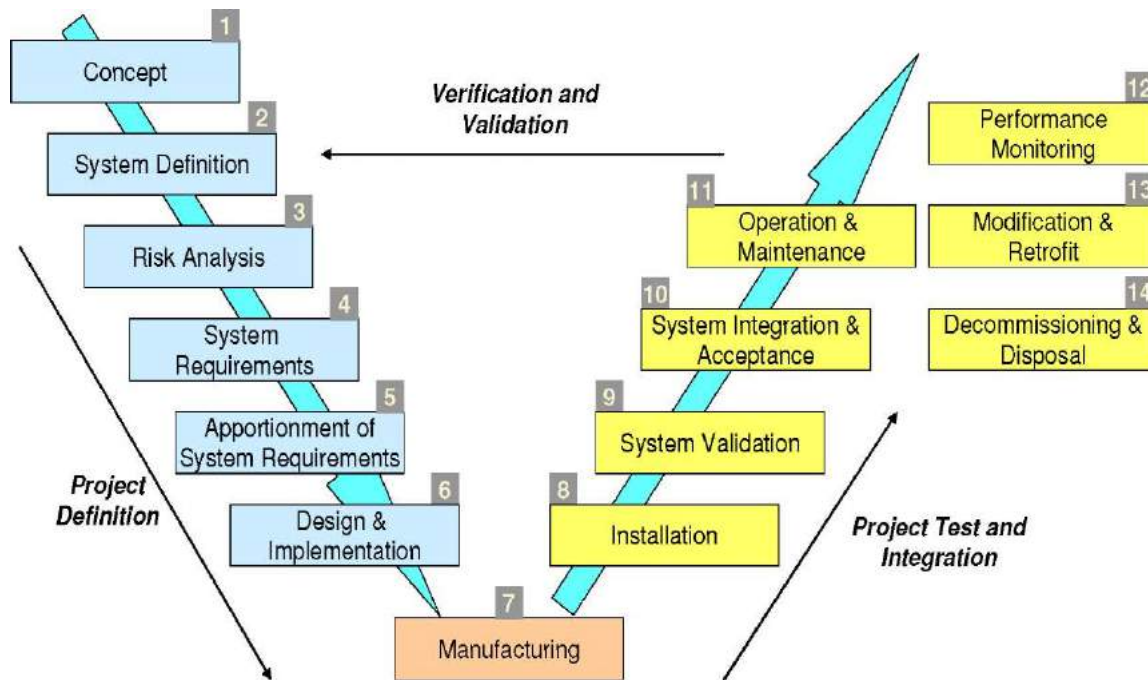 1
Concept
2
System Definition
3
Risk Analysis
4
System
Requirements
5
Apportionment of
System Requirements
6
Design &
Implementation
7
Manufacturing
8
Installation
9
System Validation
10
System Integration &
Acceptance
11
Operation &
Maintenance
12
Performance
Monitoring
13
Modification &
Retrofit
14
Decommissioning &
Disposal
Verification and
Validation
Project
Definition
Project Test and
Integration